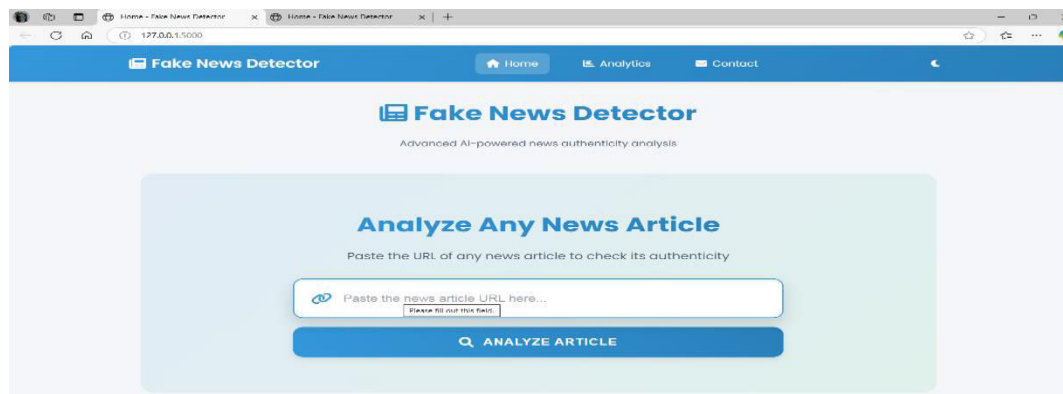 Home - Fake News Detector
Home - Fake News Detector
127.0.0.1:5000
Fake News Detector Home Analytics Contact
Fake News Detector
Advanced AI-powered news authenticity analysis
Analyze Any News Article
Paste the URL of any news article to check its authenticity
Paste the news article URL here...
Please fill out this field.
ANALYZE ARTICLE